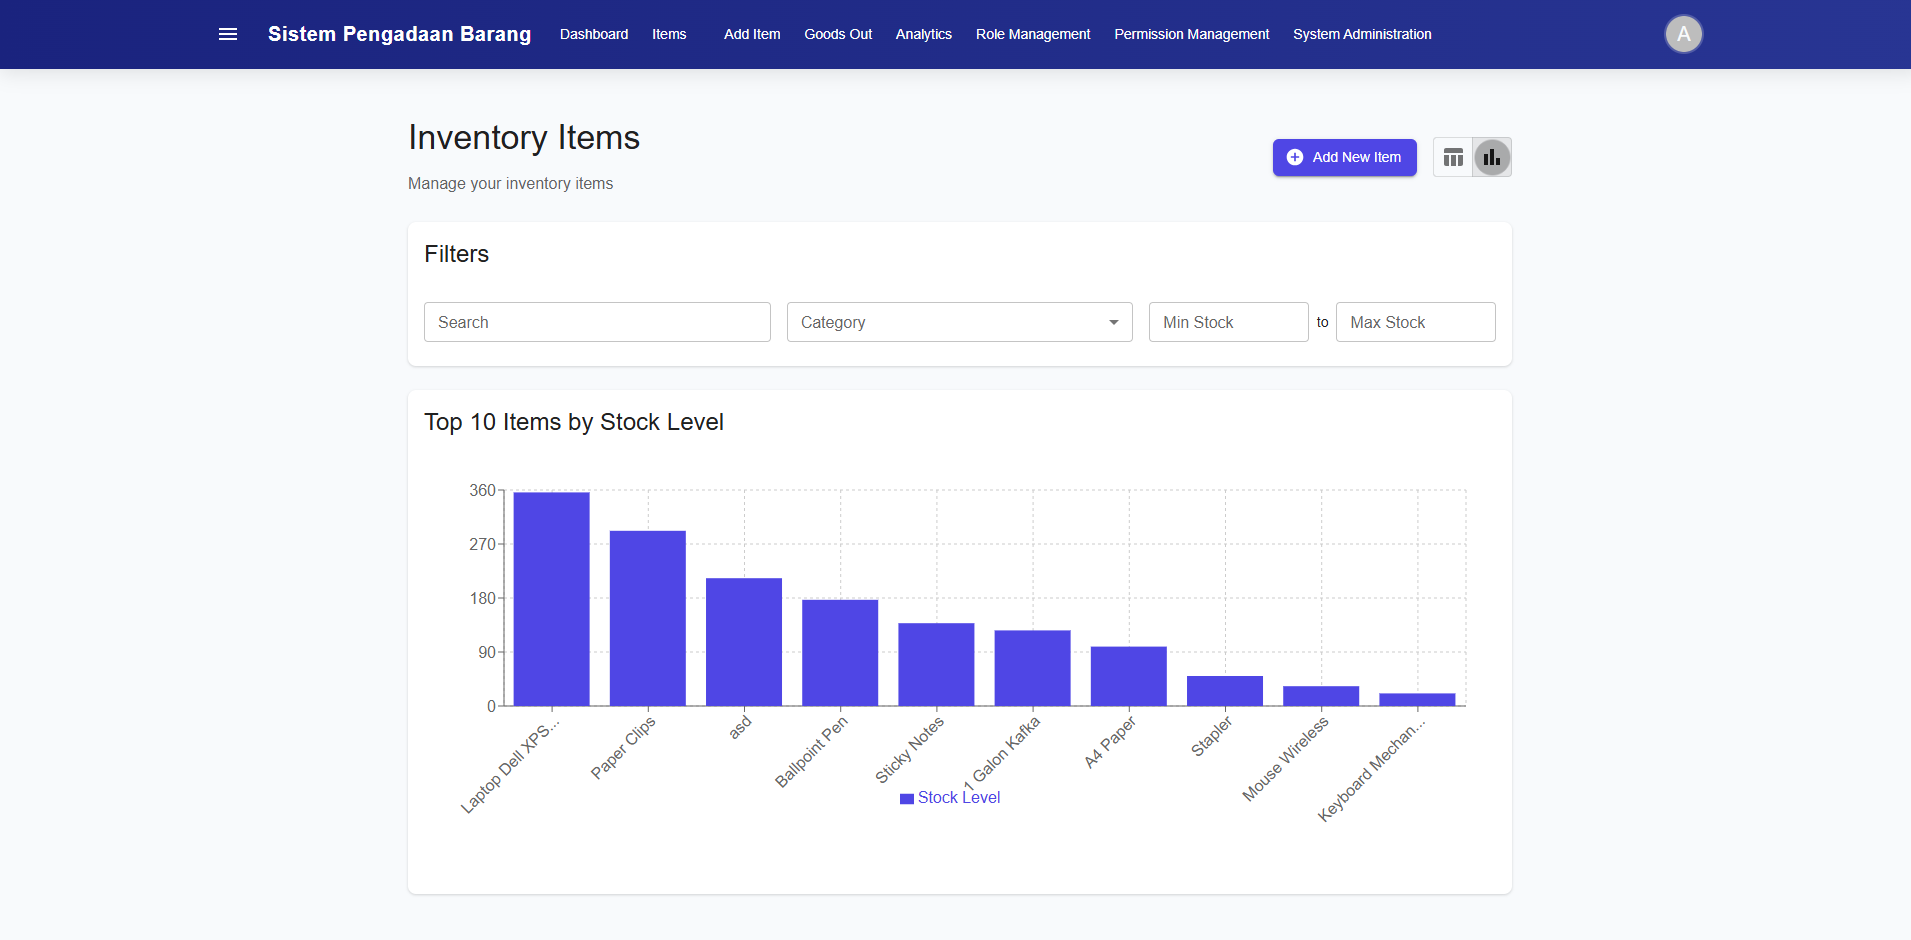 Sistem Pengadaan Barang Dashboard Items Add Item Goods Out Analytics Role Management Permission Management System Administration A
Inventory Items
Add New Item
Manage your inventory items
Filters
Search Category Min Stock to Max Stock
Top 10 Items by Stock Level
360
270
180
90
0
Laptop Dell XPS...
Paper Clips
asd
Ballpoint Pen
Sticky Notes
1 Galon Kafka
A4 Paper
Stapler
Mouse Wireless
Keyboard Mechan...
Stock Level